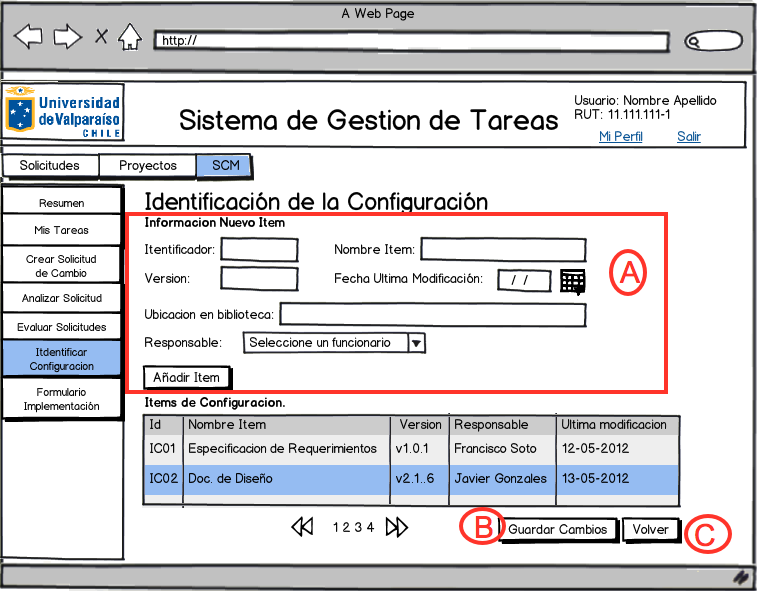 A Web Page
http://
Universidad
de Valparaíso
CHILE
Sistema de Gestion de Tareas
Usuario: Nombre Apellido
RUT: 11.111.111-1
Mi Perfil Salir
Solicitudes Proyectos SCM
Resumen
Mis Tareas
Crear Solicitud
de Cambio
Analizar Solicitud
Evaluar Solicitudes
Itdentificar
Configuracion
Formulario
Implementación
Identificación de la Configuración
Informacion Nuevo Item
Itentificador: Nombre Item:
Version: Fecha Ultima Modificación: / /
A
Ubicacion en biblioteca:
Responsable: Seleccione un funcionario
Añadir Item
Items de Configuracion.
Id Nombre Item Version Responsable Ultima modificacion
IC01 Especificacion de Requerimientos v1.0.1 Francisco Soto 12-05-2012
IC02 Doc. de Diseño v2.1..6 Javier Gonzales 13-05-2012
1 2 3 4
B Guardar Cambios Volver C